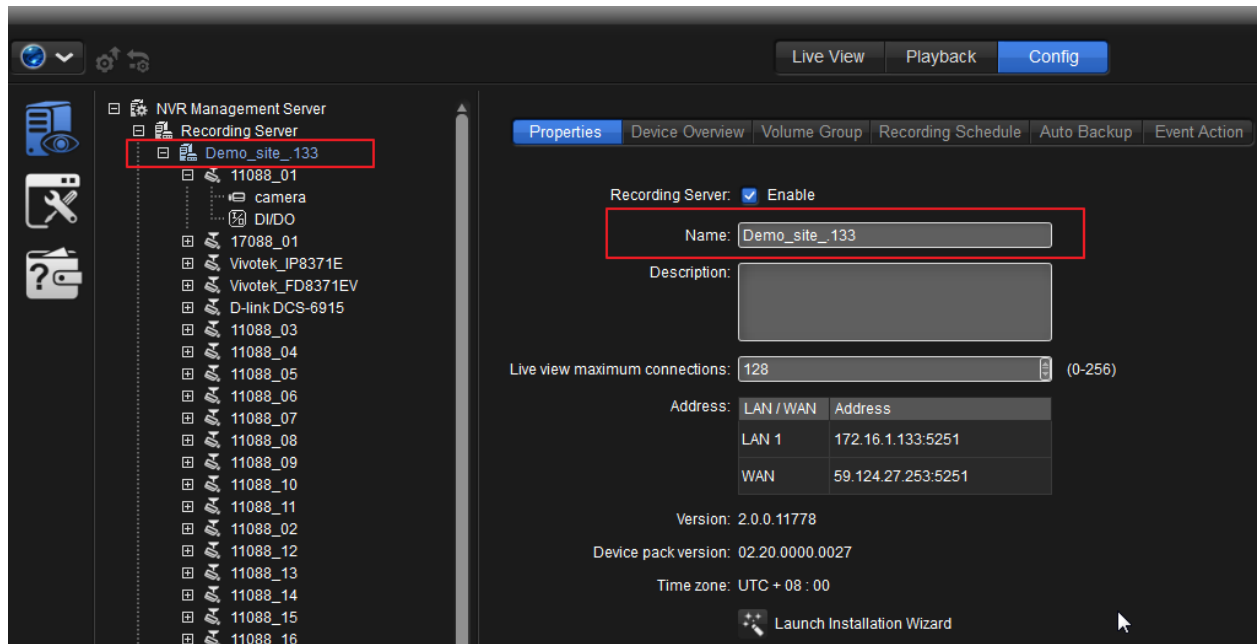 Live View Playback Config
NVR Management Server
Recording Server
Demo_site_.133
11088_01
camera
DI/DO
17088_01
Vivotek_IP8371E
Vivotek_FD8371EV
D-link DCS-6915
11088_03
11088_04
11088_05
11088_06
11088_07
11088_08
11088_09
11088_10
11088_11
11088_02
11088_12
11088_13
11088_14
11088_15
11088_16
Properties Device Overview Volume Group Recording Schedule Auto Backup Event Action
Recording Server: Enable
Name: Demo_site_.133
Description:
Live view maximum connections: 128 (0-256)
Address: LAN / WAN Address
LAN 1 172.16.1.133:5251
WAN 59.124.27.253:5251
Version: 2.0.0.11778
Device pack version: 02.20.0000.0027
Time zone: UTC + 08 : 00
Launch Installation Wizard